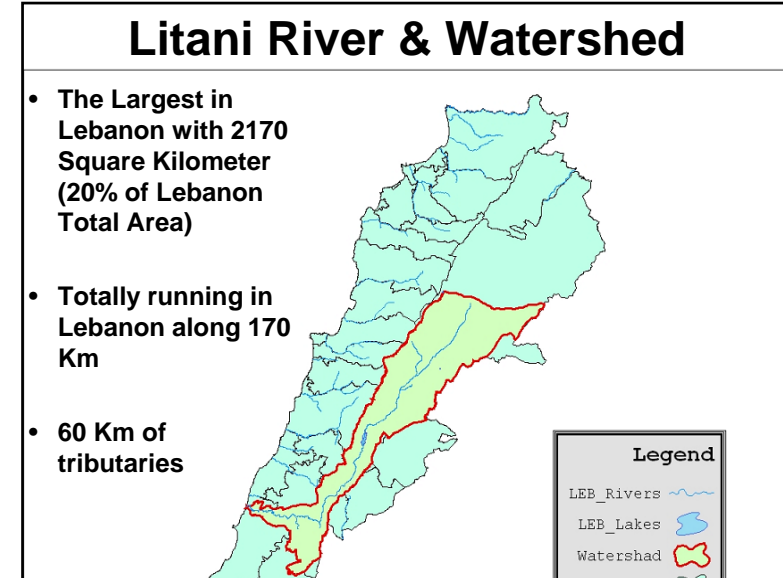 Litani River & Watershed
• The Largest in
Lebanon with 2170
Square Kilometer
(20% of Lebanon
Total Area)
• Totally running in
Lebanon along 170
Km
• 60 Km of
tributaries
Legend
LEB_Rivers
LEB_Lakes
Watershad